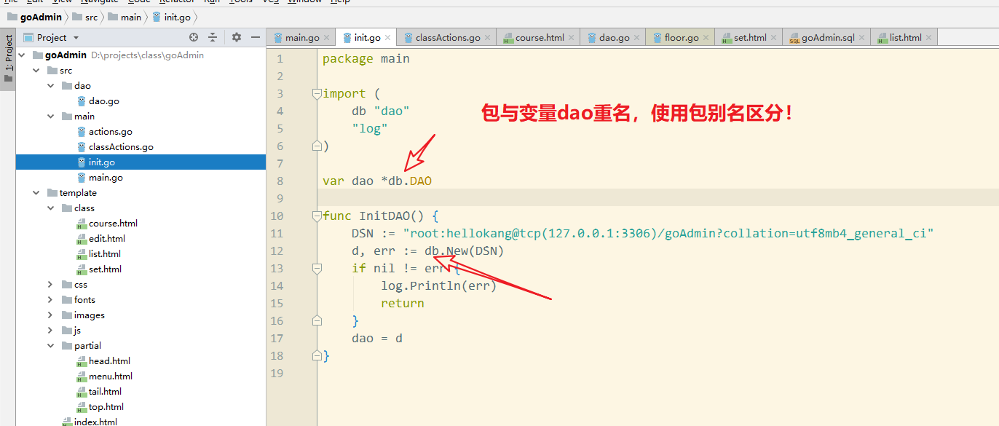 File Edit View Navigate Code Refactor Run Tools VCS Window Help
goAdmin src main init.go
1: Project
Project
main.go init.go classActions.go course.html dao.go floor.go set.html goAdmin.sql list.html
goAdmin D:\projects\class\goAdmin
src
dao
dao.go
main
actions.go
classActions.go
init.go
main.go
template
class
course.html
edit.html
list.html
set.html
css
fonts
images
js
partial
head.html
menu.html
tail.html
top.html
index.html
1 package main
2
3 import (
4 db "dao"
5 "log"
6 )
7
8 var dao *db.DAO
9
10 func InitDAO() {
11 DSN := "root:hellokang@tcp(127.0.0.1:3306)/goAdmin?collation=utf8mb4_general_ci"
12 d, err := db.New(DSN)
13 if nil != err {
14 log.Println(err)
15 return
16 }
17 dao = d
18 }
19
包与变量dao重名，使用包别名区分！